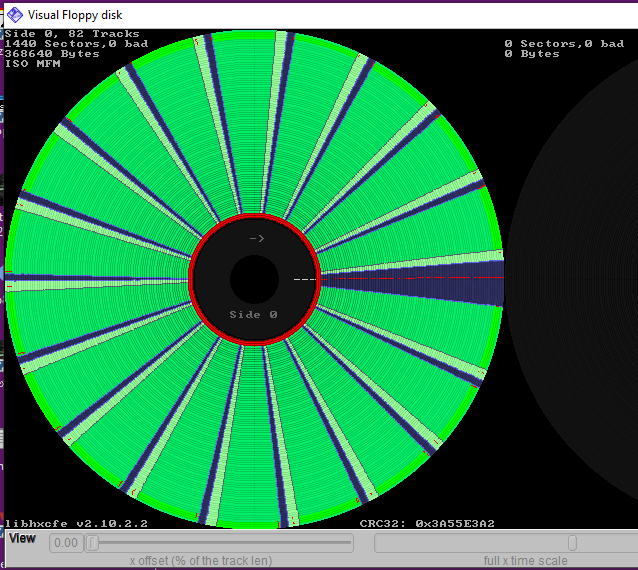 Visual Floppy disk
Side 0, 82 Tracks
1440 Sectors,0 bad
368640 Bytes
ISO MFM
0 Sectors,0 bad
0 Bytes
->
---
Side 0
libhxcfe v2.10.2.2
CRC32: 0x3A55E3A2
View
0.00
x offset (% of the track len)
full x time scale